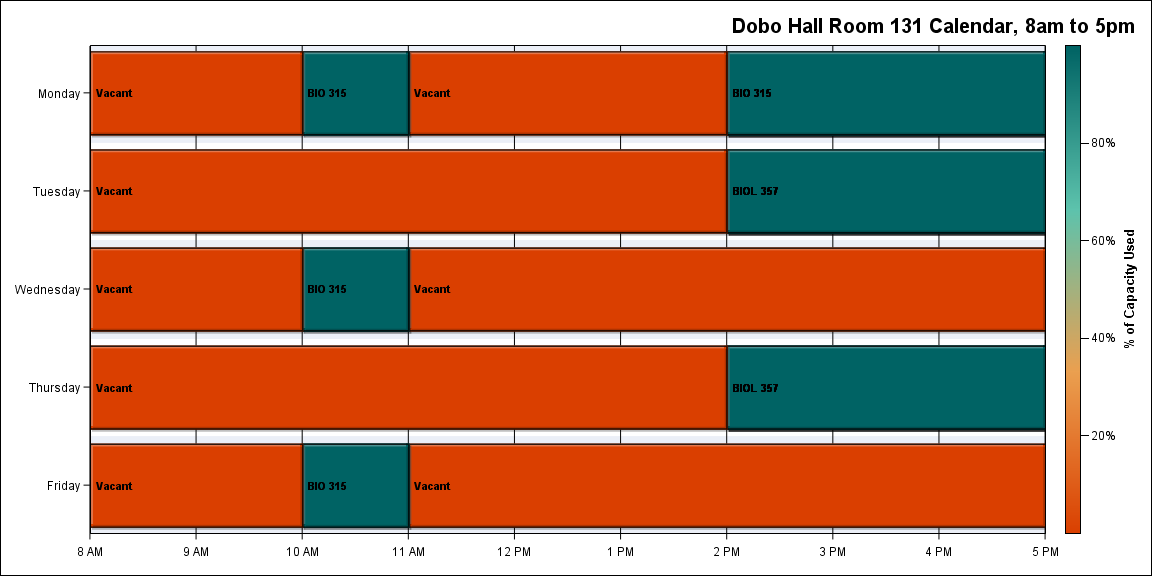 Dobo Hall Room 131 Calendar, 8am to 5pm
Monday Vacant BIO 315 Vacant BIO 315
Tuesday Vacant BIOL 357
Wednesday Vacant BIO 315 Vacant
Thursday Vacant BIOL 357
Friday Vacant BIO 315 Vacant
8 AM 9 AM 10 AM 11 AM 12 PM 1 PM 2 PM 3 PM 4 PM 5 PM
80%
60%
40%
20%
% of Capacity Used